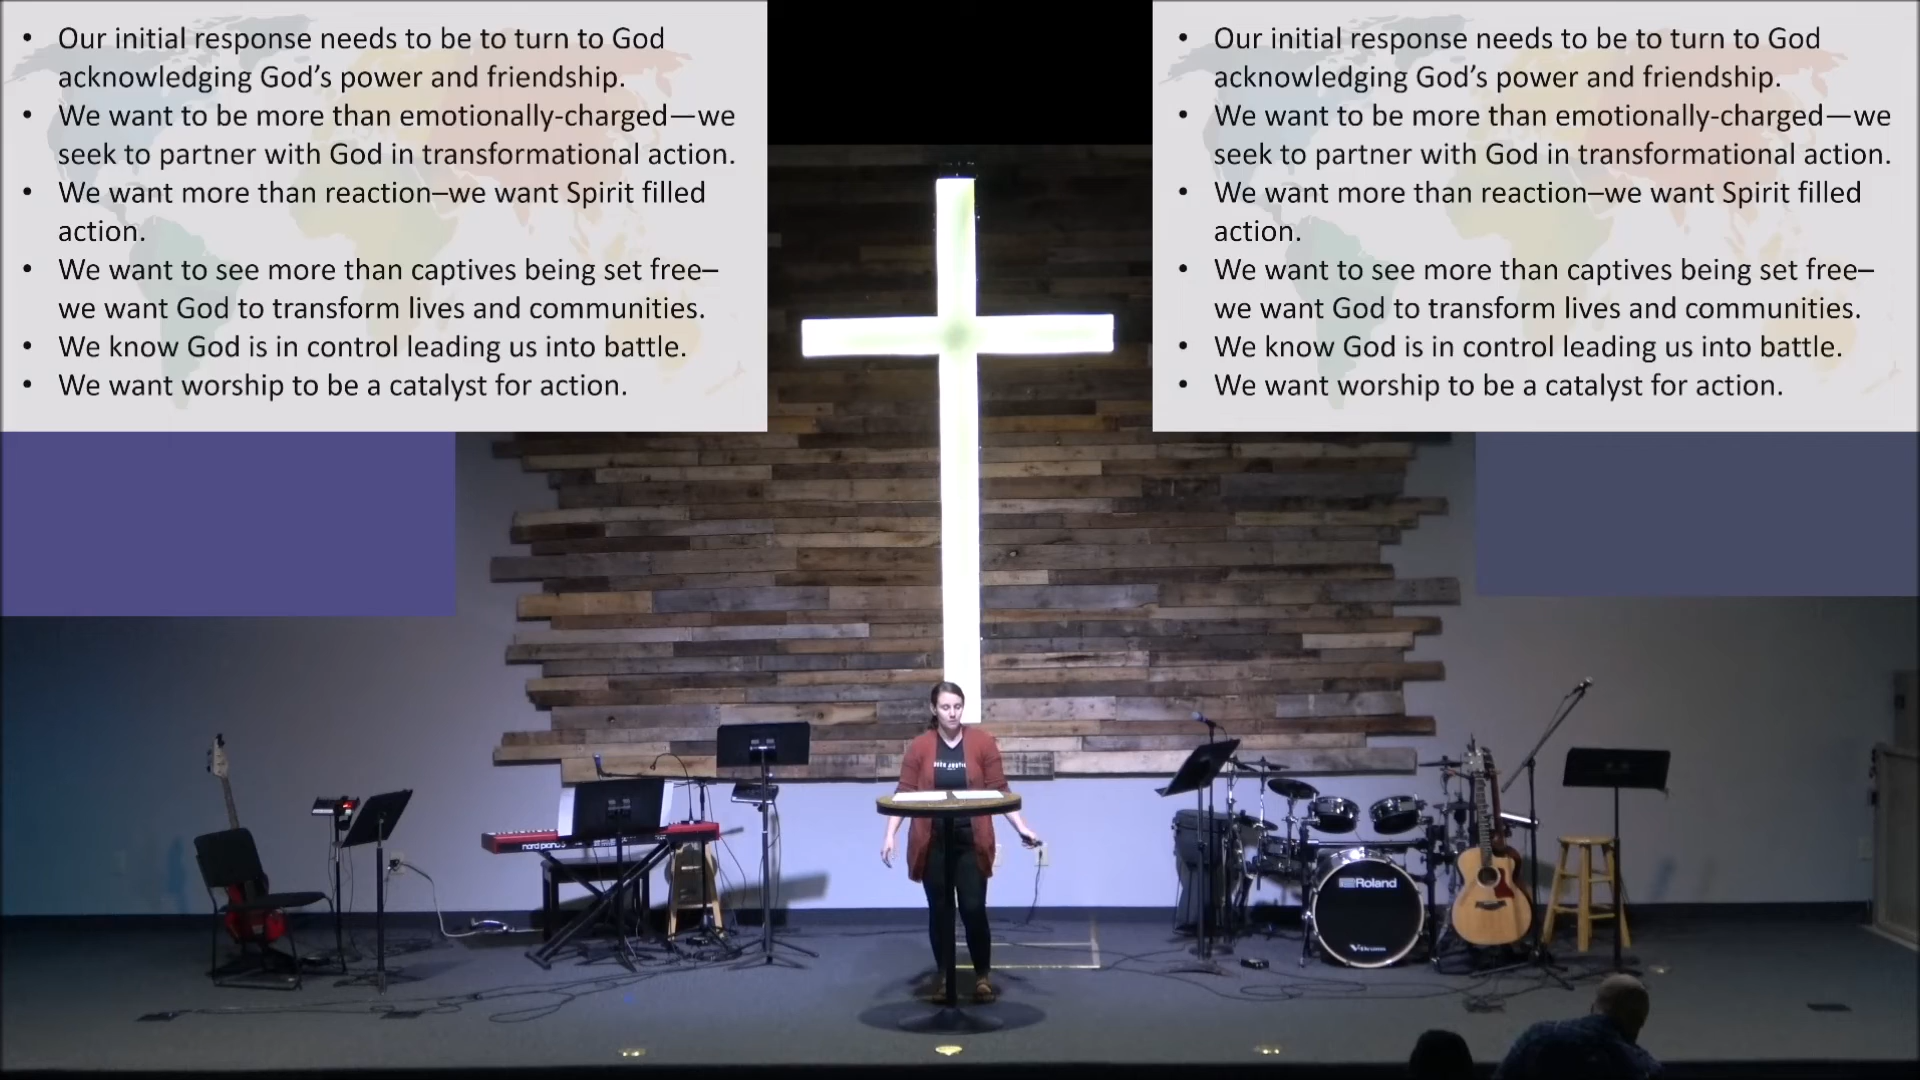 • Our initial response needs to be to turn to God
acknowledging God's power and friendship.
• We want to be more than emotionally-charged—we
seek to partner with God in transformational action.
• We want more than reaction–we want Spirit filled
action.
• We want to see more than captives being set free–
we want God to transform lives and communities.
• We know God is in control leading us into battle.
• We want worship to be a catalyst for action.
• Our initial response needs to be to turn to God
acknowledging God's power and friendship.
• We want to be more than emotionally-charged—we
seek to partner with God in transformational action.
• We want more than reaction–we want Spirit filled
action.
• We want to see more than captives being set free–
we want God to transform lives and communities.
• We know God is in control leading us into battle.
• We want worship to be a catalyst for action.
nord piano
Roland
V-Drums